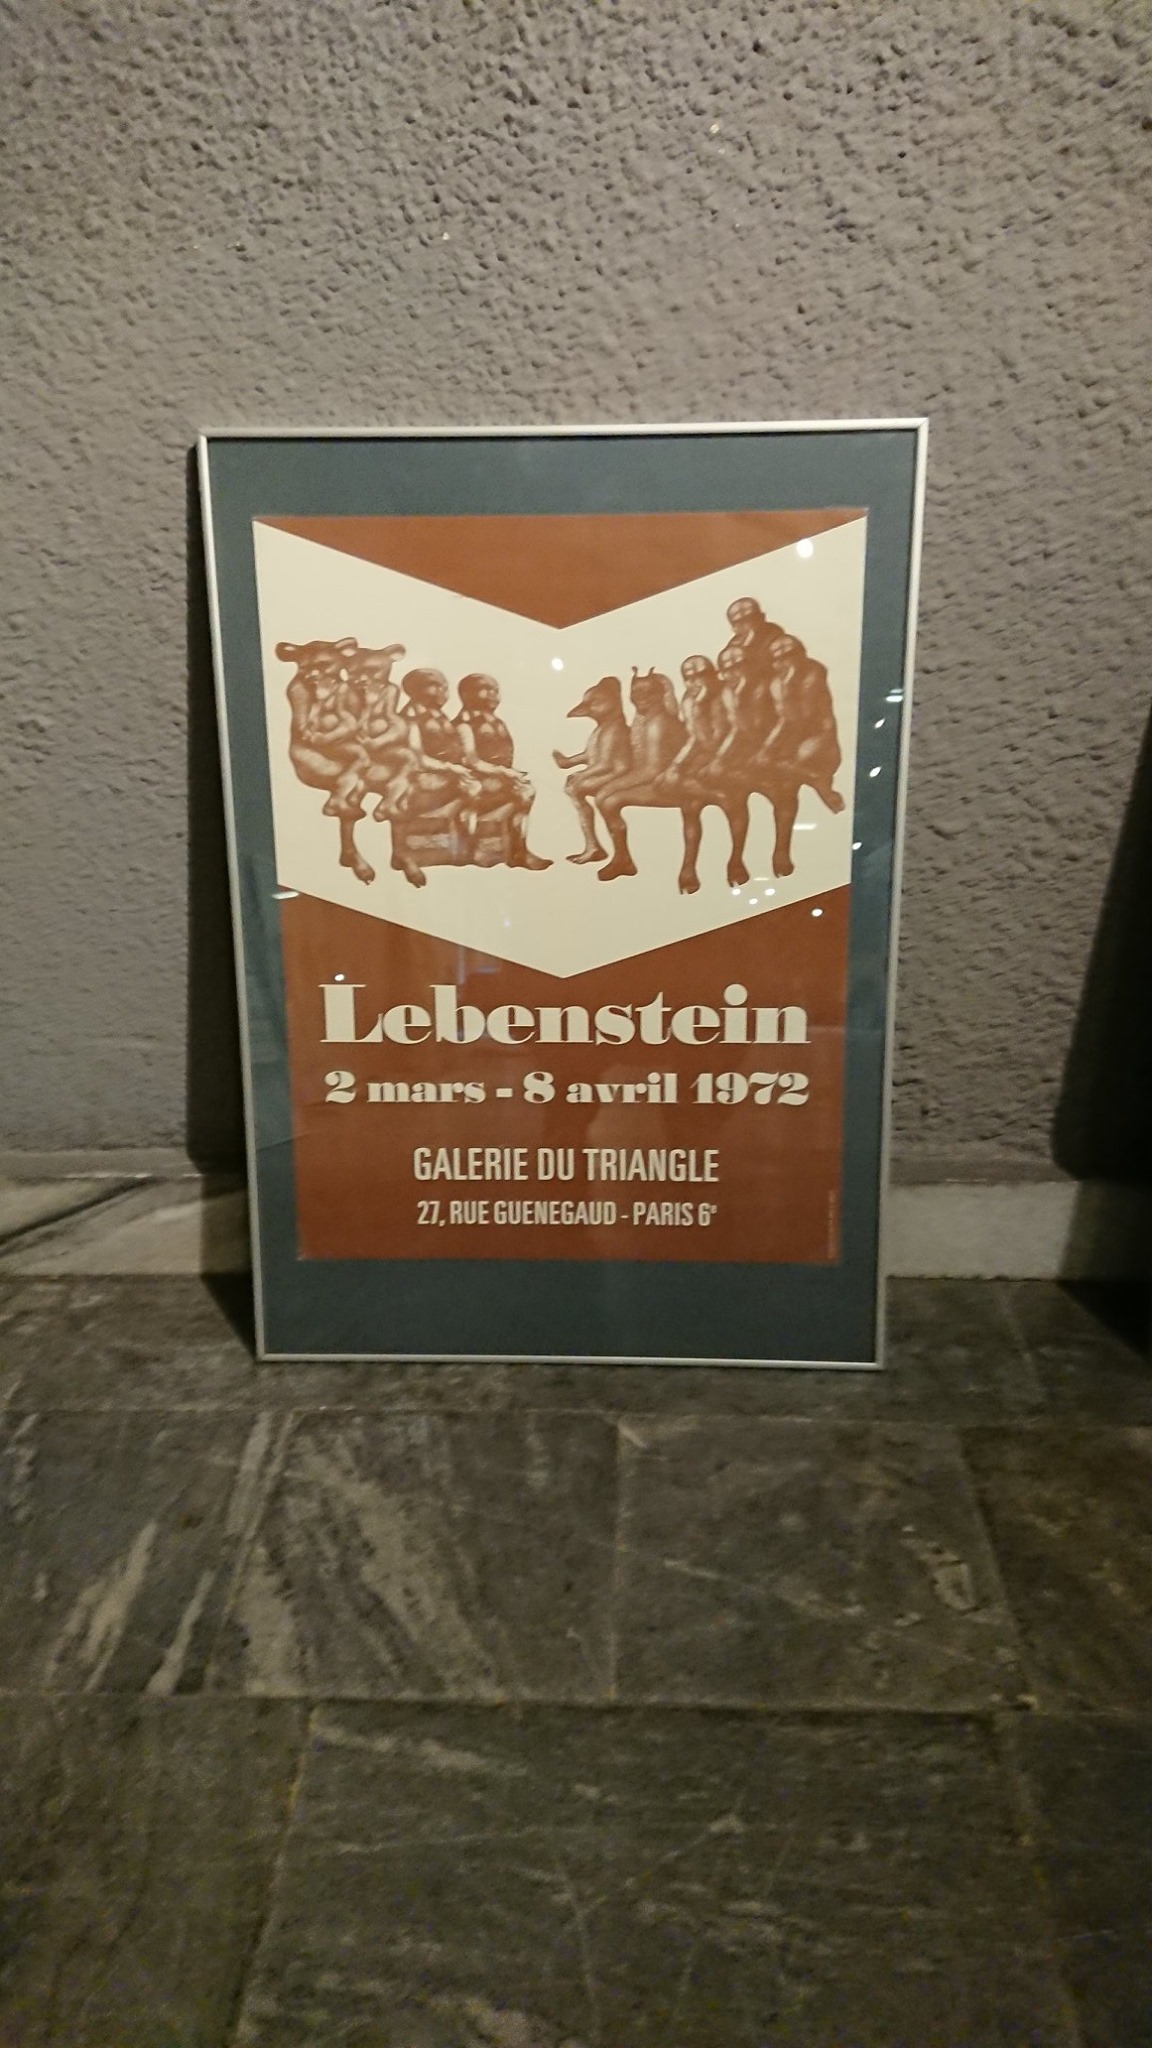 Lebenstein
2 mars - 8 avril 1972
GALERIE DU TRIANGLE
27, RUE GUENEGAUD - PARIS 6e